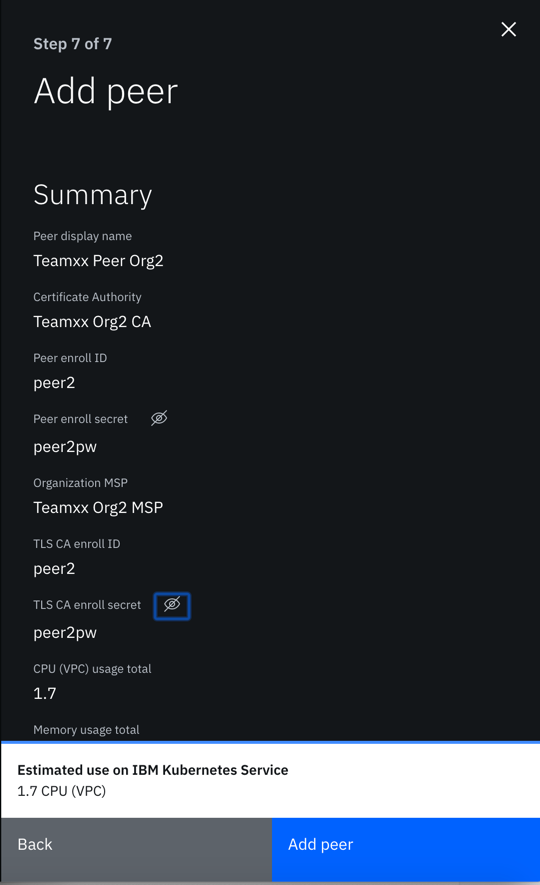 Step 7 of 7
Add peer
Summary
Peer display name
Teamxx Peer Org2
Certificate Authority
Teamxx Org2 CA
Peer enroll ID
peer2
Peer enroll secret
peer2pw
Organization MSP
Teamxx Org2 MSP
TLS CA enroll ID
peer2
TLS CA enroll secret
peer2pw
CPU (VPC) usage total
1.7
Memory usage total
Estimated use on IBM Kubernetes Service
1.7 CPU (VPC)
Back
Add peer